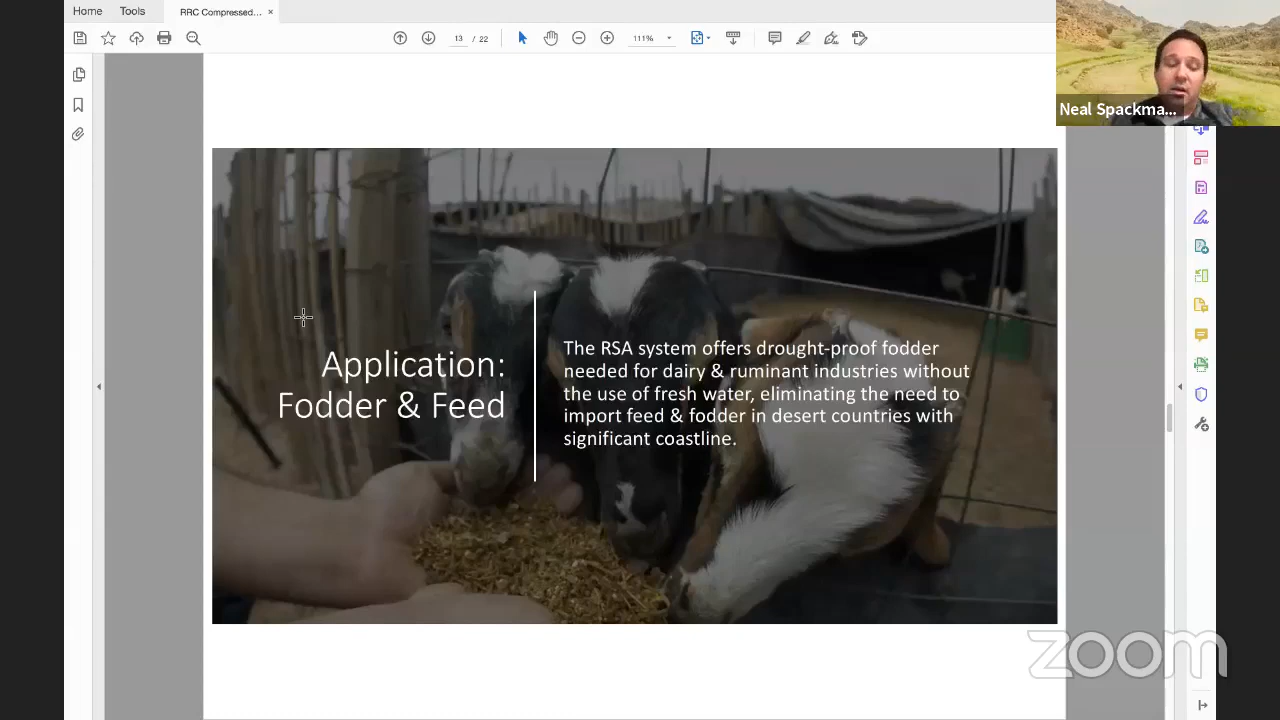 Home
Tools
RRC Compressed... ×
13 / 22
111%
Neal Spackma...
Application:
Fodder & Feed
The RSA system offers drought-proof fodder
needed for dairy & ruminant industries without
the use of fresh water, eliminating the need to
import feed & fodder in desert countries with
significant coastline.
zoom